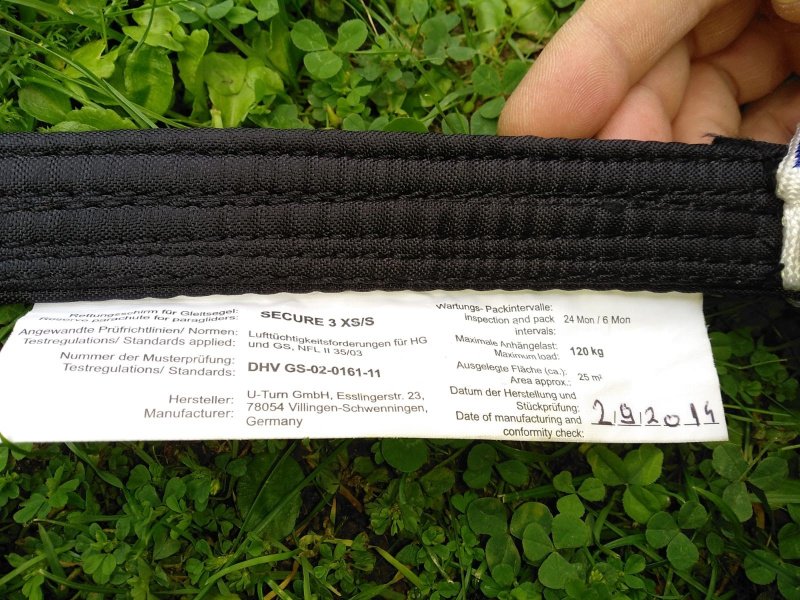 Rettungsschirm für Gleitsegel:
Reserve parachute for paragliders:
SECURE 3 XS/S
Angewandte Prüfrichtlinien/ Normen:
Testregulations/ Standards applied:
Lufttüchtigkeitsforderungen für HG
und GS, NFL II 35/03
Nummer der Musterprüfung:
Testregulations/ Standards:
DHV GS-02-0161-11
Hersteller:
Manufacturer:
U-Turn GmbH, Esslingerstr. 23,
78054 Villingen-Schwenningen,
Germany
Wartungs- Packintervalle:
Inspection and pack
intervals:
24 Mon / 6 Mon
Maximale Anhängelast:
Maximum load:
120 kg
Ausgelegte Fläche (ca.):
Area approx.:
25 m²
Datum der Herstellung und
Stückprüfung:
Date of manufacturing and
conformity check:
2/9/2014